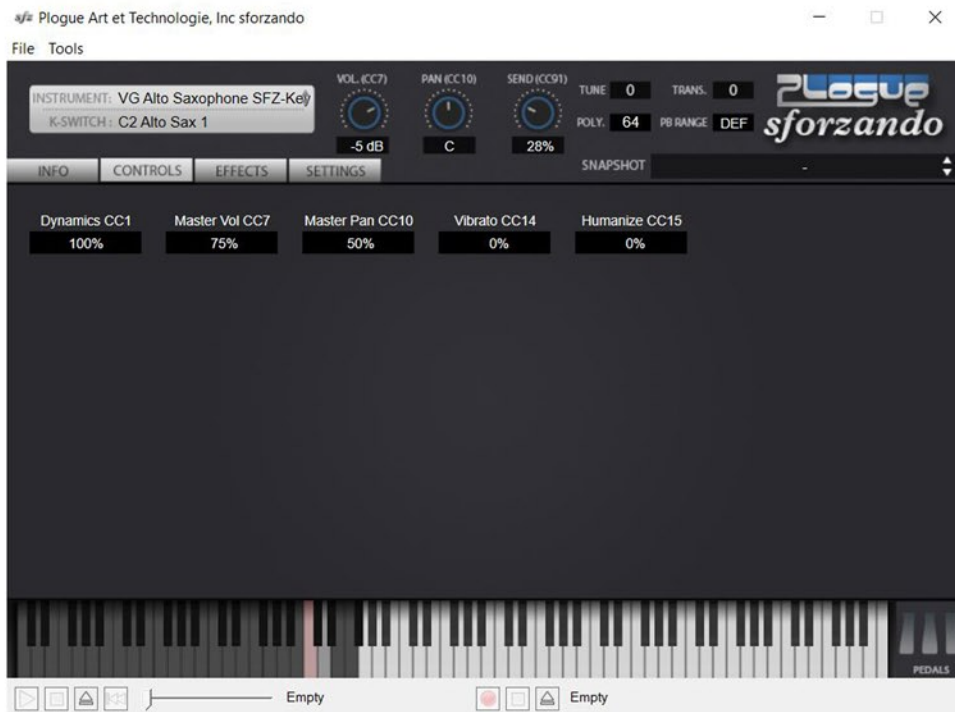 sfz Plogue Art et Technologie, Inc sforzando
File Tools
VOL. (CC7) PAN (CC10) SEND (CC91)
INSTRUMENT: VG Alto Saxophone SFZ-Key
K-SWITCH: C2 Alto Sax 1
-5 dB C 28%
TUNE 0 TRANS. 0
POLY. 64 PB RANGE DEF
Plogue
sforzando
SNAPSHOT -
INFO CONTROLS EFFECTS SETTINGS
Dynamics CC1 Master Vol CC7 Master Pan CC10 Vibrato CC14 Humanize CC15
100% 75% 50% 0% 0%
PEDALS
Empty Empty